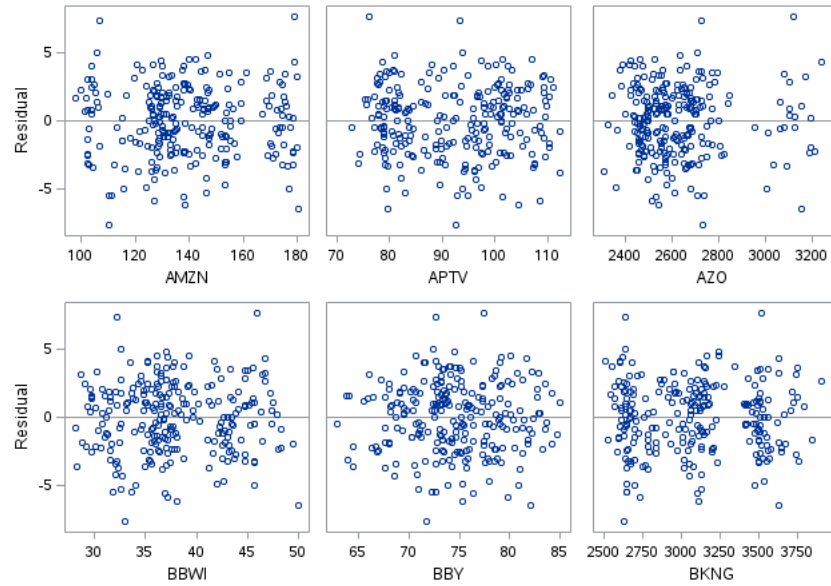 Residual
5
0
-5
100 120 140 160 180
AMZN
70 80 90 100 110
APTV
2400 2600 2800 3000 3200
AZO
Residual
5
0
-5
30 35 40 45 50
BBWI
65 70 75 80 85
BBY
2500 2750 3000 3250 3500 3750
BKNG